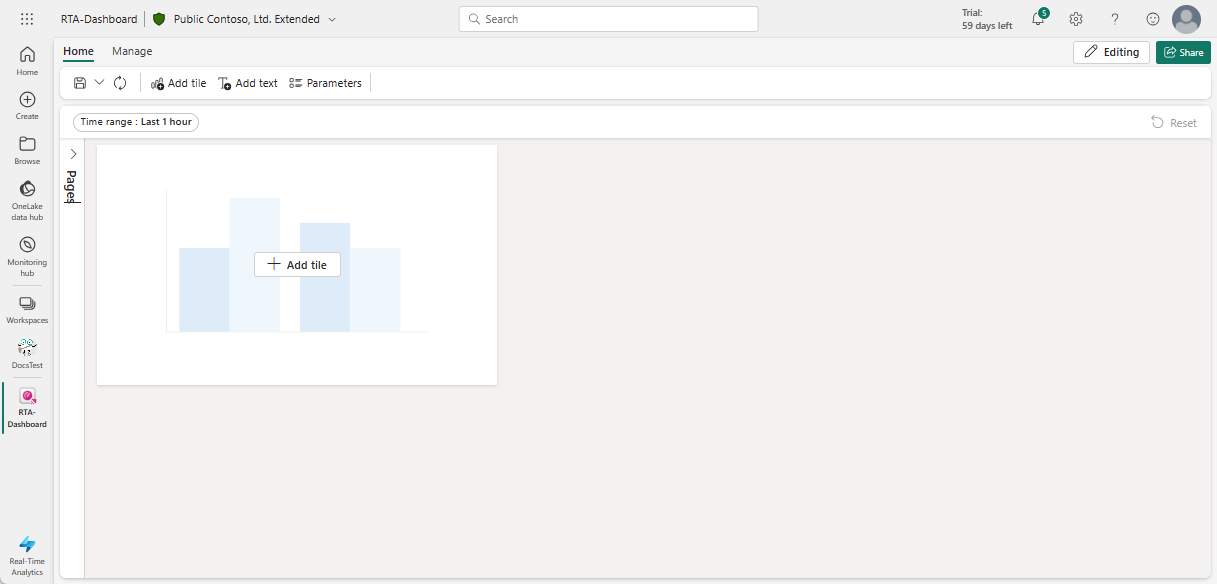 RTA-Dashboard
Public Contoso, Ltd. Extended
Search
Trial:
59 days left
5
Home
Manage
Editing
Share
Add tile
Add text
Parameters
Time range : Last 1 hour
Reset
Home
Create
Browse
OneLake
data hub
Monitoring
hub
Workspaces
DocsTest
RTA-
Dashboard
Real-Time
Analytics
Pages
Add tile